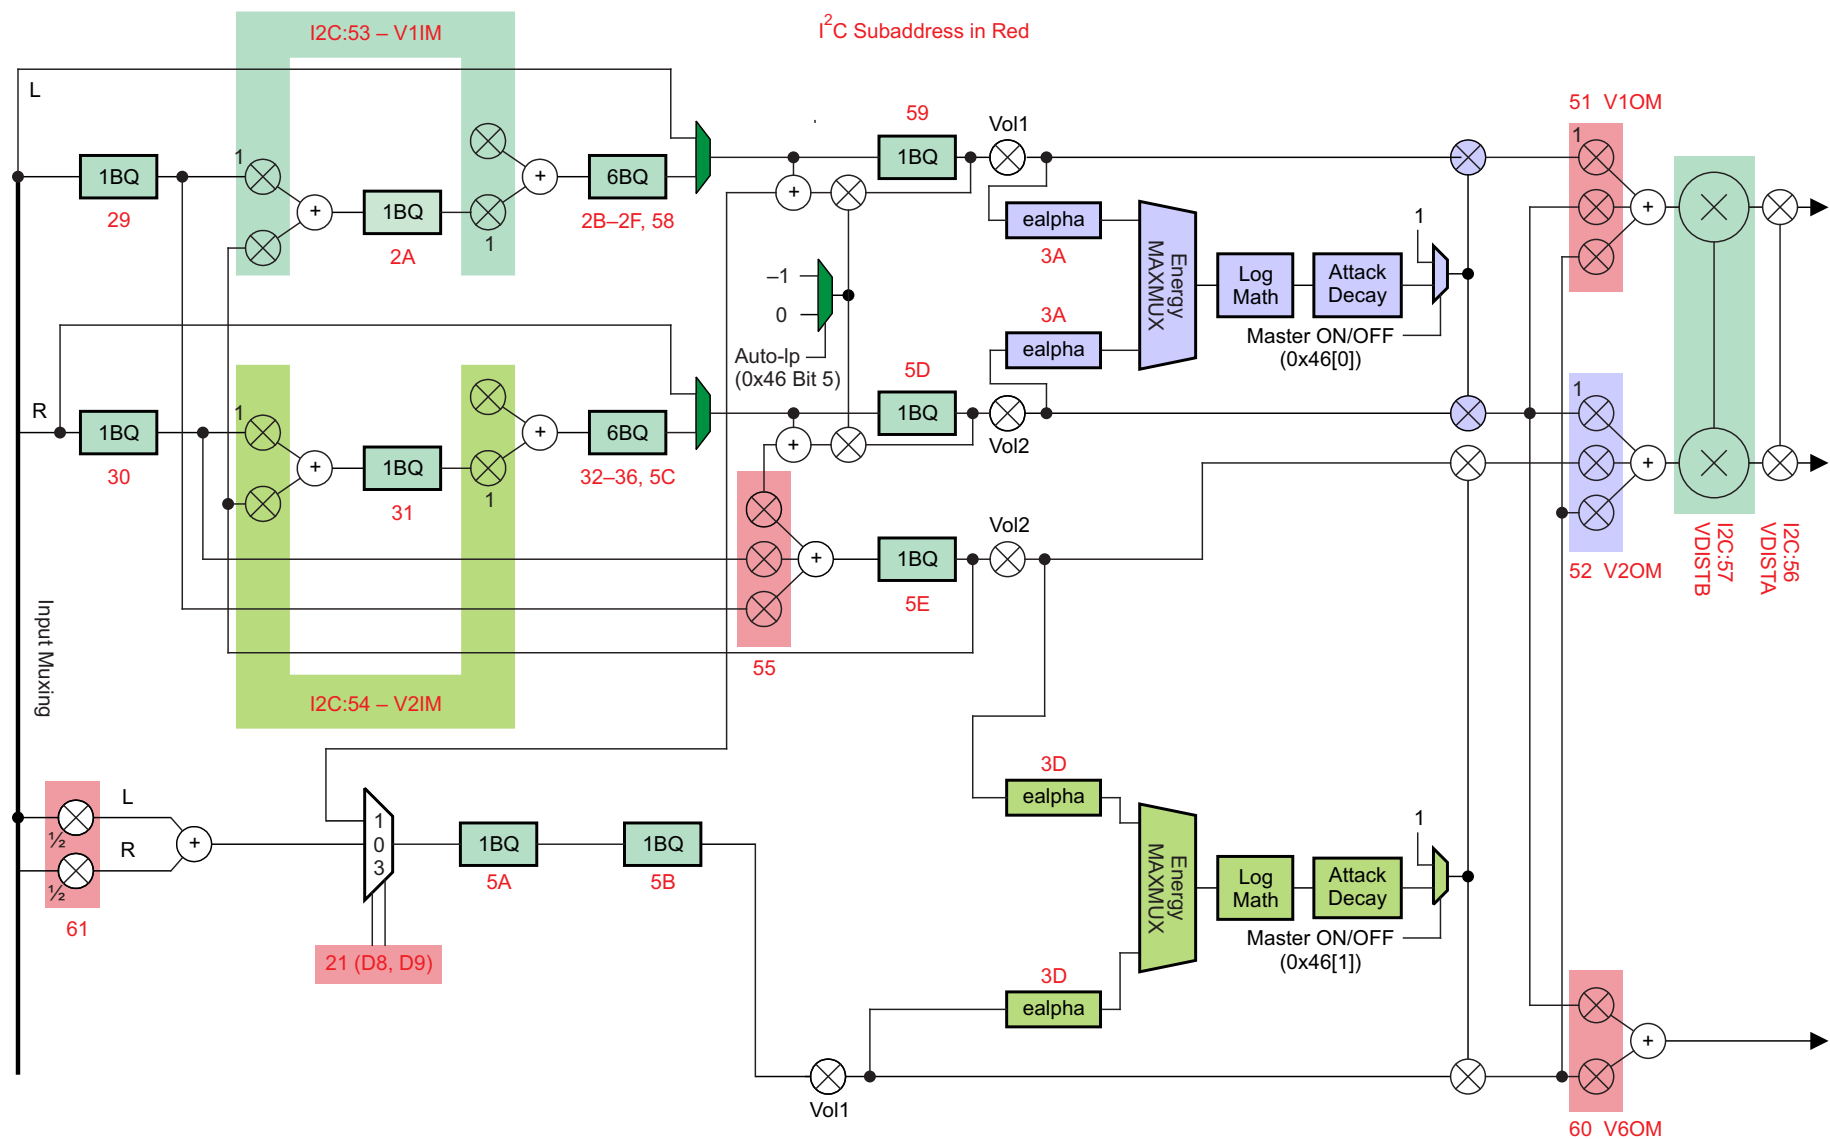 I2C:53 – V1IM
I²C Subaddress in Red
L
1BQ
29
1
+
1BQ
2A
1
+
6BQ
2B–2F, 58
59
1BQ
+
Vol1
ealpha
3A
3A
ealpha
Energy
MAXMUX
Log
Math
Attack
Decay
1
Master ON/OFF
(0x46[0])
51 V1OM
1
+
–1
0
Auto-lp
(0x46 Bit 5)
R
1BQ
30
1
+
1BQ
31
1
+
6BQ
32–36, 5C
5D
1BQ
+
Vol2
1
+
52 V2OM
I2C:57
VDISTB
I2C:56
VDISTA
+
1BQ
5E
Vol2
55
I2C:54 – V2IM
Input Muxing
L
½
R
½
+
61
1
0
3
21 (D8, D9)
1BQ
5A
1BQ
5B
3D
ealpha
3D
ealpha
Energy
MAXMUX
Log
Math
Attack
Decay
1
Master ON/OFF
(0x46[1])
Vol1
+
60 V6OM